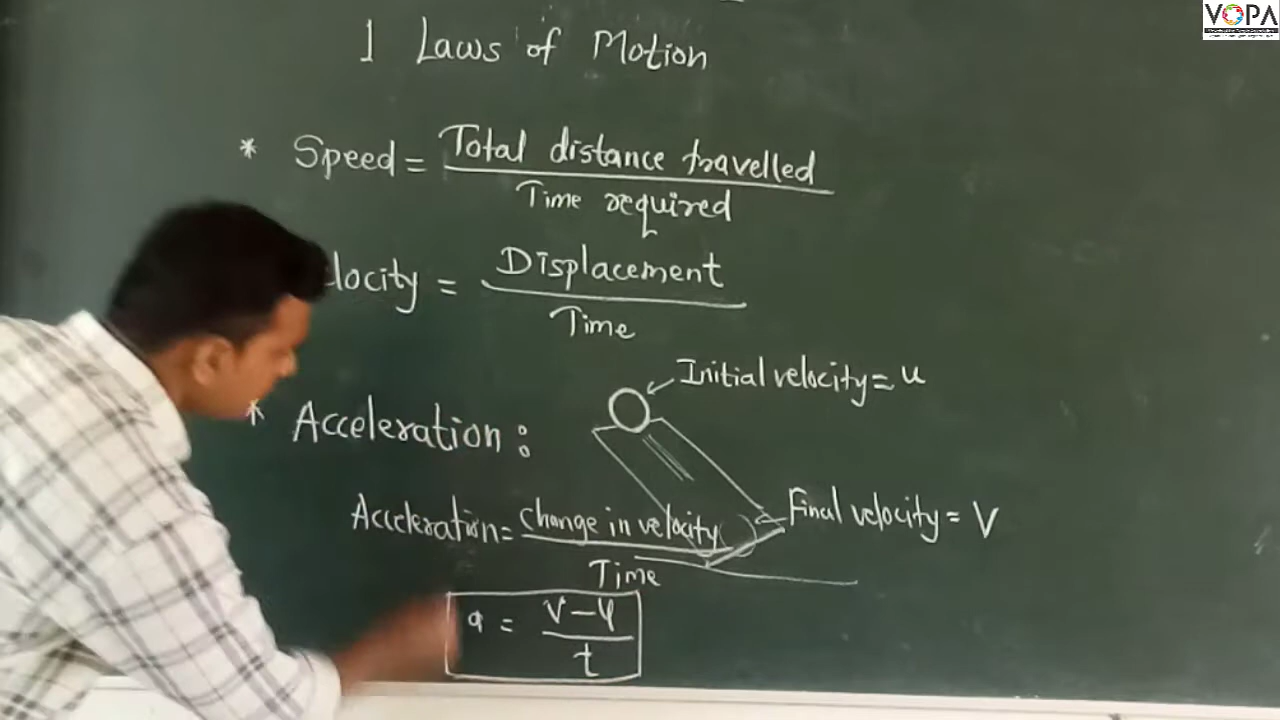 VOPA
1 Laws of Motion
* Speed = Total distance travelled
Time required
locity = Displacement
Time
Initial velocity = u
* Acceleration :
Final velocity = V
Acceleration = change in velocity
Time
a = v - u
t